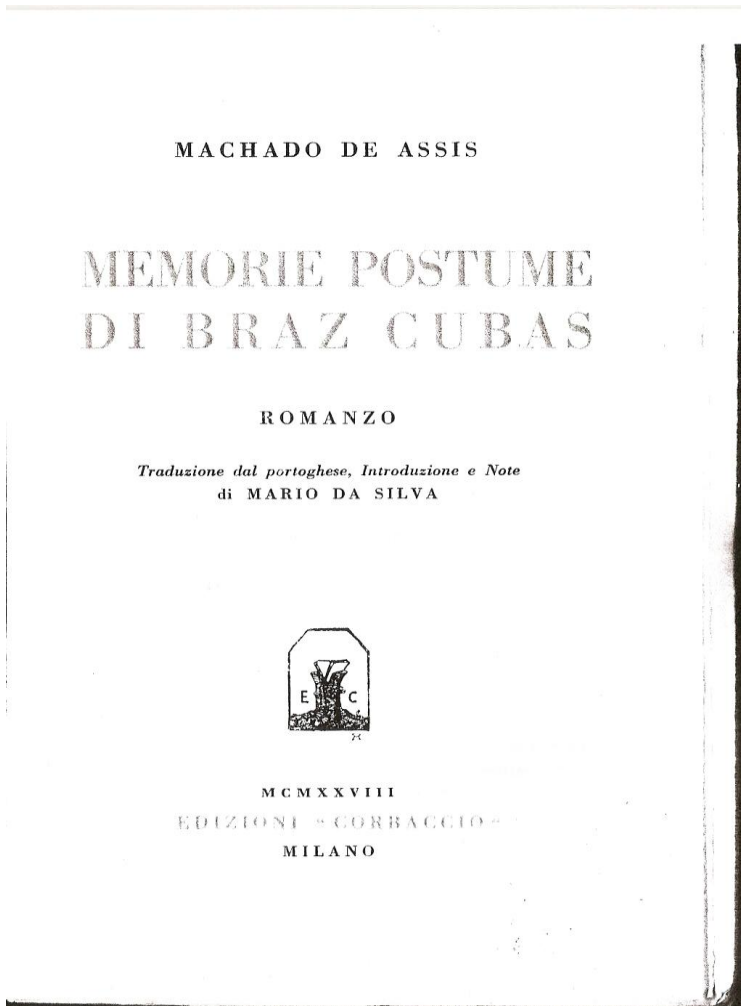 MACHADO DE ASSIS
MEMORIE POSTUME
DI BRAZ CUBAS
ROMANZO
Traduzione dal portoghese, Introduzione e Note
di MARIO DA SILVA
E C
MCMXXVIII
EDIZIONI «CORBACCIO»
MILANO